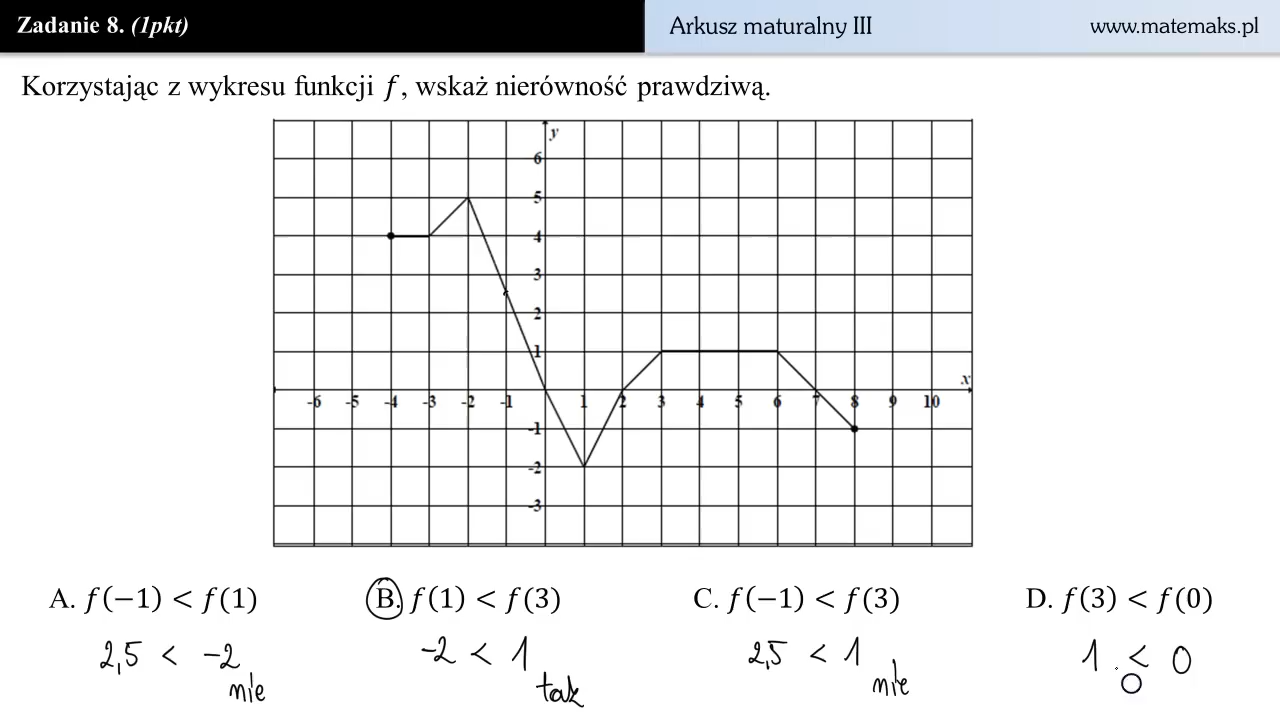 Zadanie 8. (1pkt) Arkusz maturalny III www.matemaks.pl
Korzystając z wykresu funkcji f, wskaż nierówność prawdziwą.
y
6
5
4
3
2
1
x
-6 -5 -4 -3 -2 -1 1 2 3 4 5 6 7 8 9 10
-1
-2
-3
A. f(−1) < f(1) B. f(1) < f(3) C. f(−1) < f(3) D. f(3) < f(0)
2,5 < -2 -2 < 1 2,5 < 1 1 < 0
nie tak nie